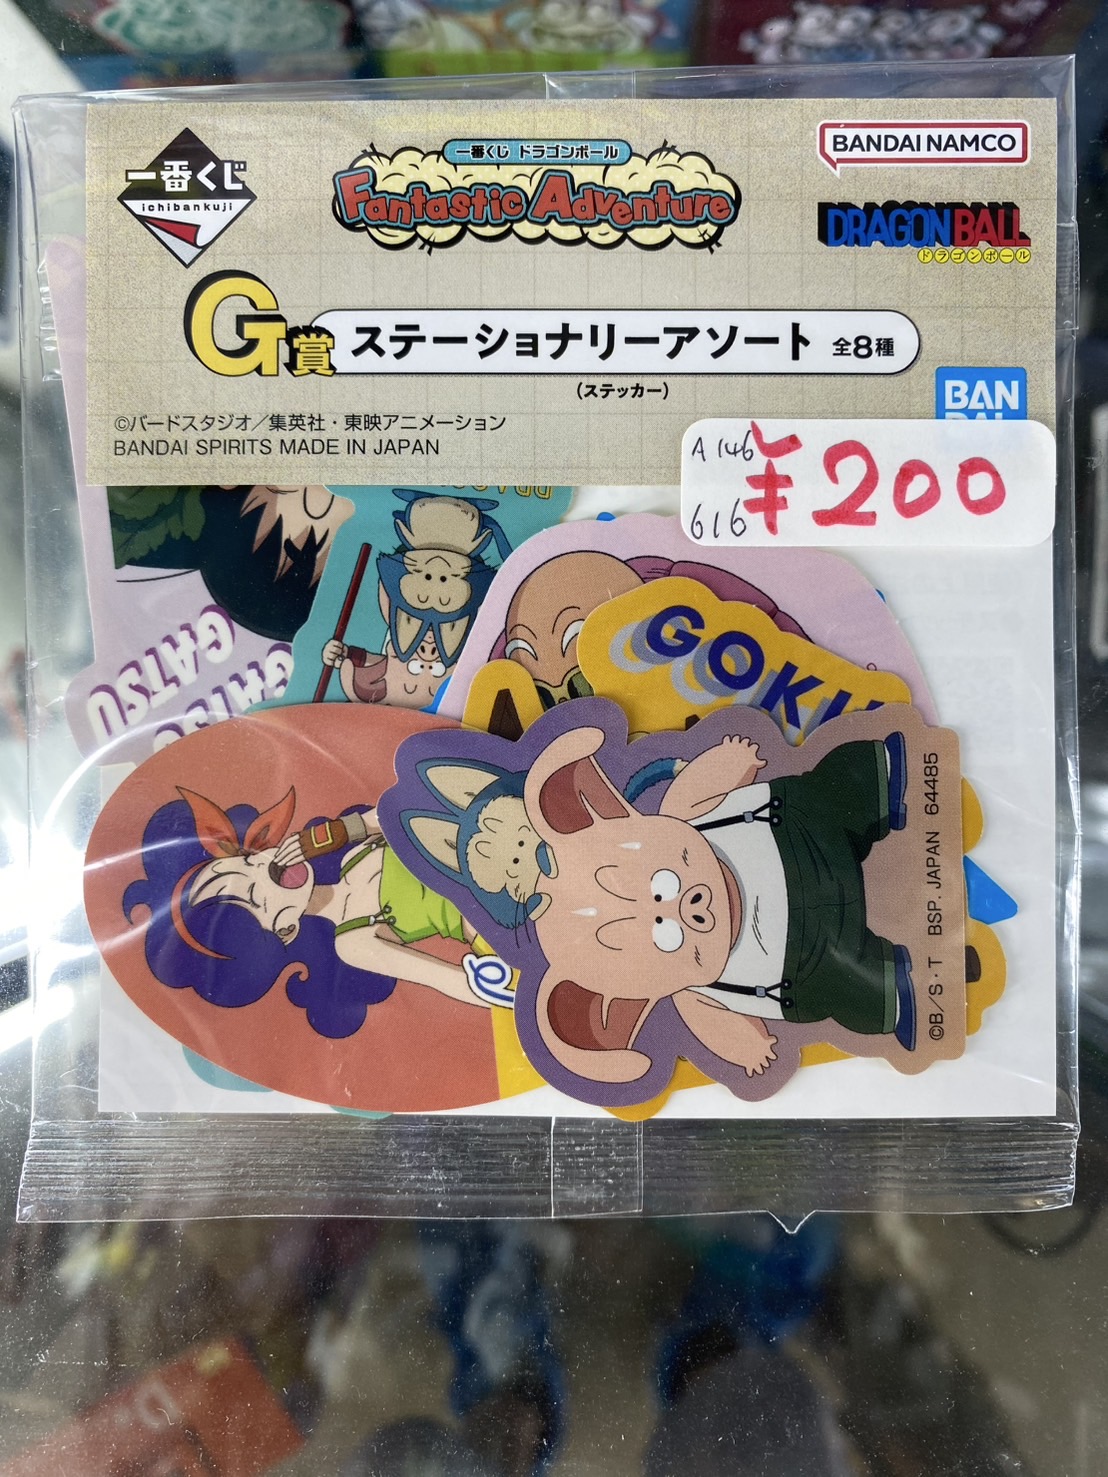 一番くじ
ichibankuji
一番くじ ドラゴンボール
Fantastic Adventure
BANDAI NAMCO
DRAGON BALL
ドラゴンボール
G賞 ステーショナリーアソート 全8種
(ステッカー)
©バードスタジオ／集英社・東映アニメーション
BANDAI SPIRITS MADE IN JAPAN
BAN
A146
616
¥200
GATSU
GATSU
GOKU
©B／S・T BSP. JAPAN 64485